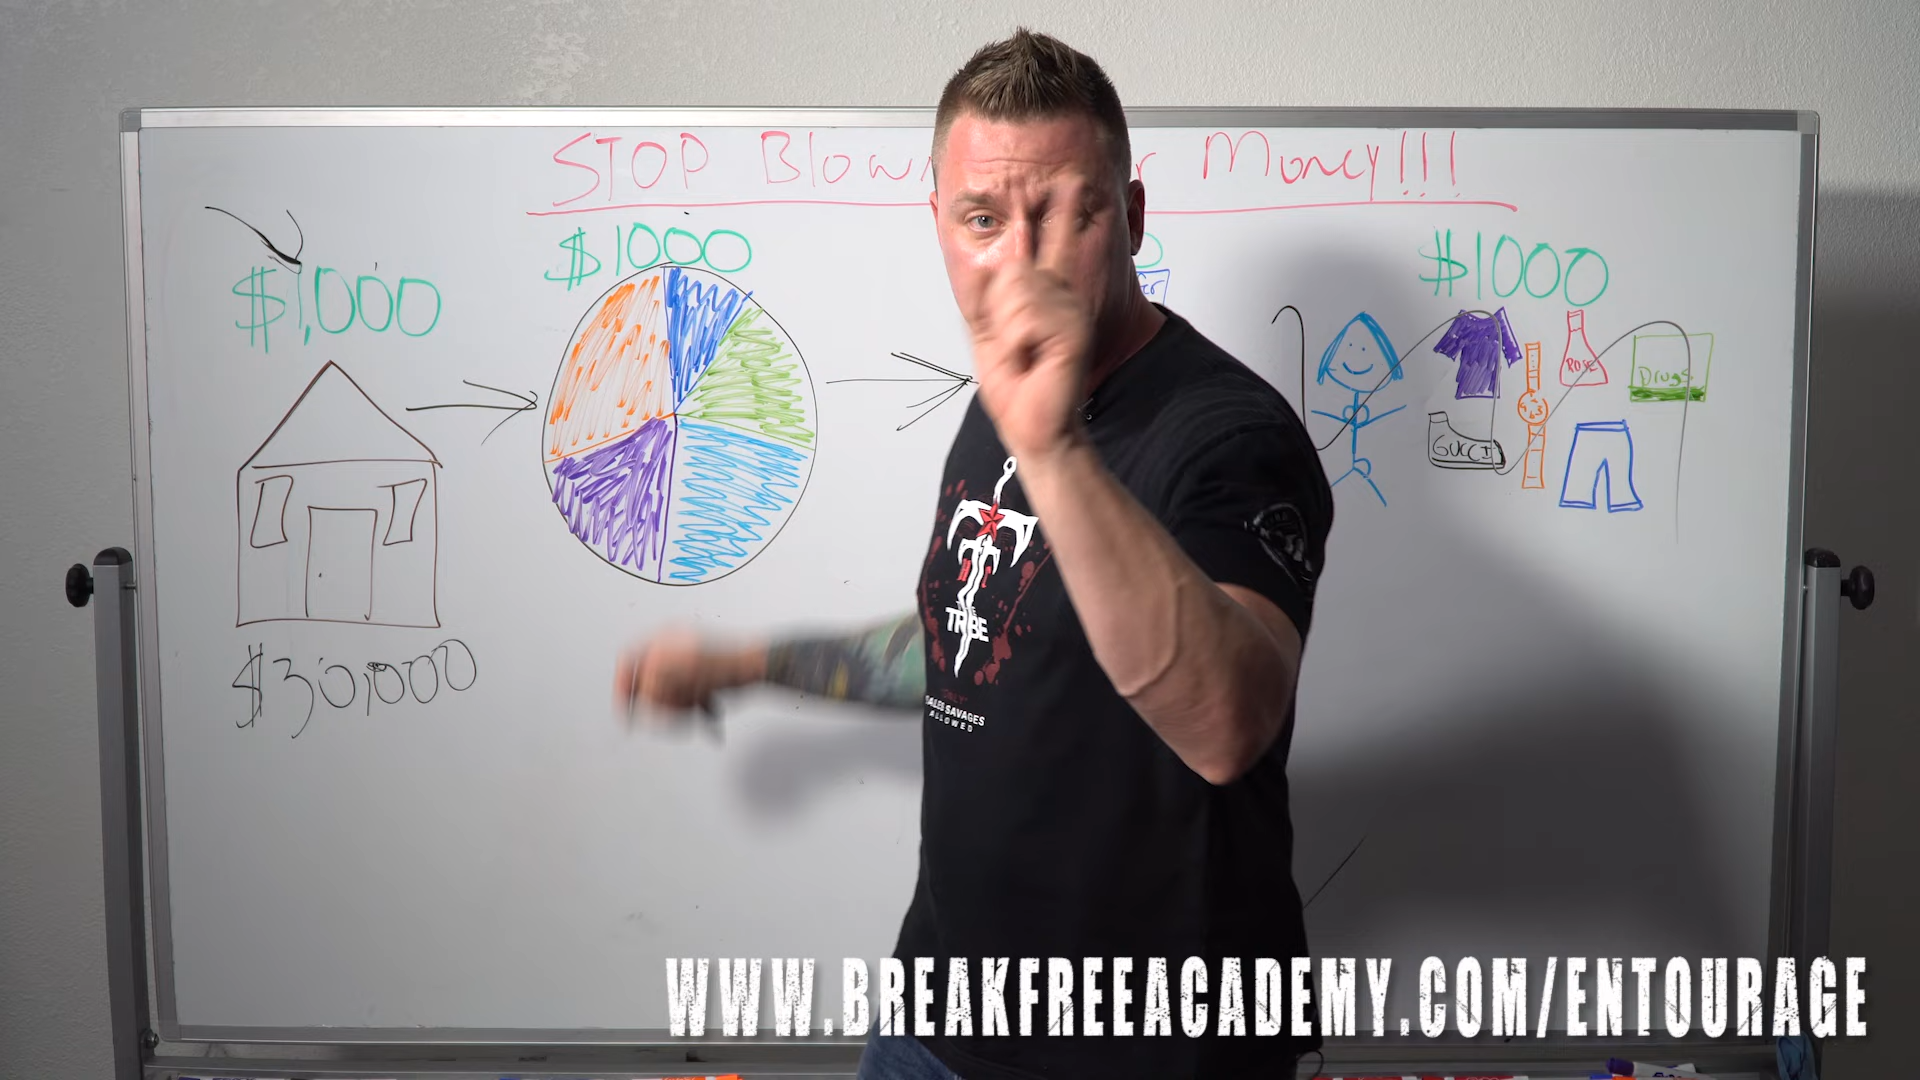 STOP Blow Money!!!
$1,000
$1000
$1000
GUCCI
ROSE
Drugs
$30,000
TRIBE
SALES SAVAGES
ALLOWED
WWW.BREAKFREEACADEMY.COM/ENTOURAGE